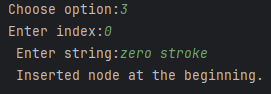 Choose option:3
Enter index:0
Enter string:zero stroke
Inserted node at the beginning.